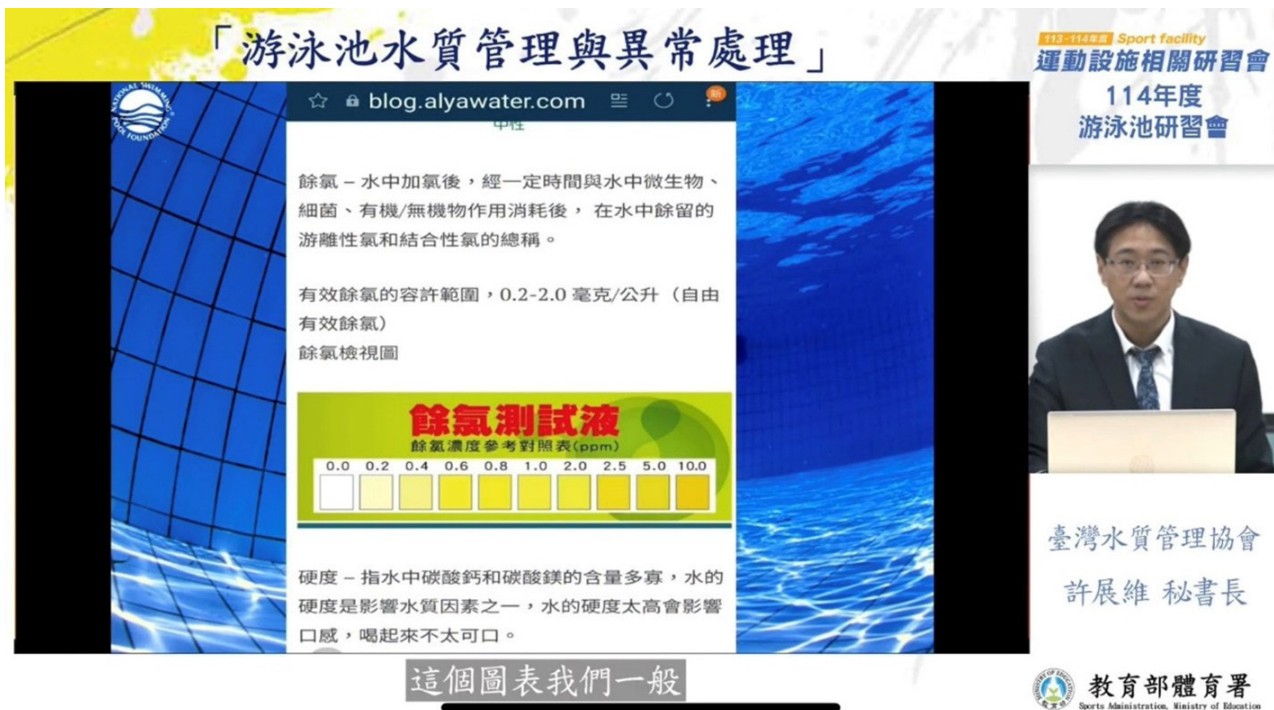 「游泳池水質管理與異常處理」
113-114年度 Sport facility
運動設施相關研習會
114年度
游泳池研習會
NATIONAL SWIMMING POOL FOUNDATION
blog.alyawater.com
中性
餘氯 – 水中加氯後，經一定時間與水中微生物、
細菌、有機/無機物作用消耗後， 在水中餘留的
游離性氯和結合性氯的總稱。
有效餘氯的容許範圍，0.2-2.0 毫克/公升（自由
有效餘氯）
餘氯檢視圖
餘氯測試液
餘氯濃度參考對照表(ppm)
0.0 0.2 0.4 0.6 0.8 1.0 2.0 2.5 5.0 10.0
硬度 – 指水中碳酸鈣和碳酸鎂的含量多寡，水的
硬度是影響水質因素之一，水的硬度太高會影響
口感，喝起來不太可口。
這個圖表我們一般
臺灣水質管理協會
許展維 秘書長
教育部體育署
Sports Administration, Ministry of Education